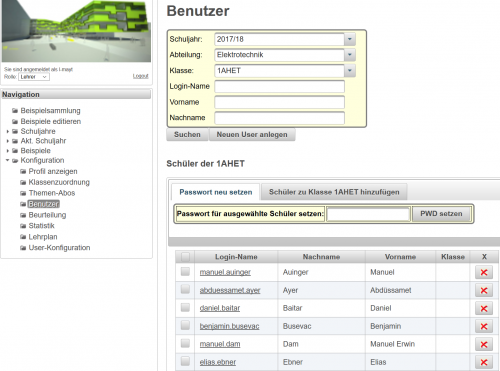 Benutzer
Sie sind angemeldet als l.mayt
Rolle: Lehrer
Logout
Navigation
Beispielsammlung
Beispiele editieren
Schuljahre
Akt. Schuljahr
Beispiele
Konfiguration
Profil anzeigen
Klassenzuordnung
Themen-Abos
Benutzer
Beurteilung
Statistik
Lehrplan
User-Konfiguration
Schuljahr: 2017/18
Abteilung: Elektrotechnik
Klasse: 1AHET
Login-Name
Vorname
Nachname
Suchen Neuen User anlegen
Schüler der 1AHET
Passwort neu setzen Schüler zu Klasse 1AHET hinzufügen
Passwort für ausgewählte Schüler setzen: PWD setzen
Login-Name Nachname Vorname Klasse X
manuel.auinger Auinger Manuel
abduessamet.ayer Ayer Abdüssamet
daniel.baitar Baitar Daniel
benjamin.busevac Busevac Benjamin
manuel.dam Dam Manuel Erwin
elias.ebner Ebner Elias